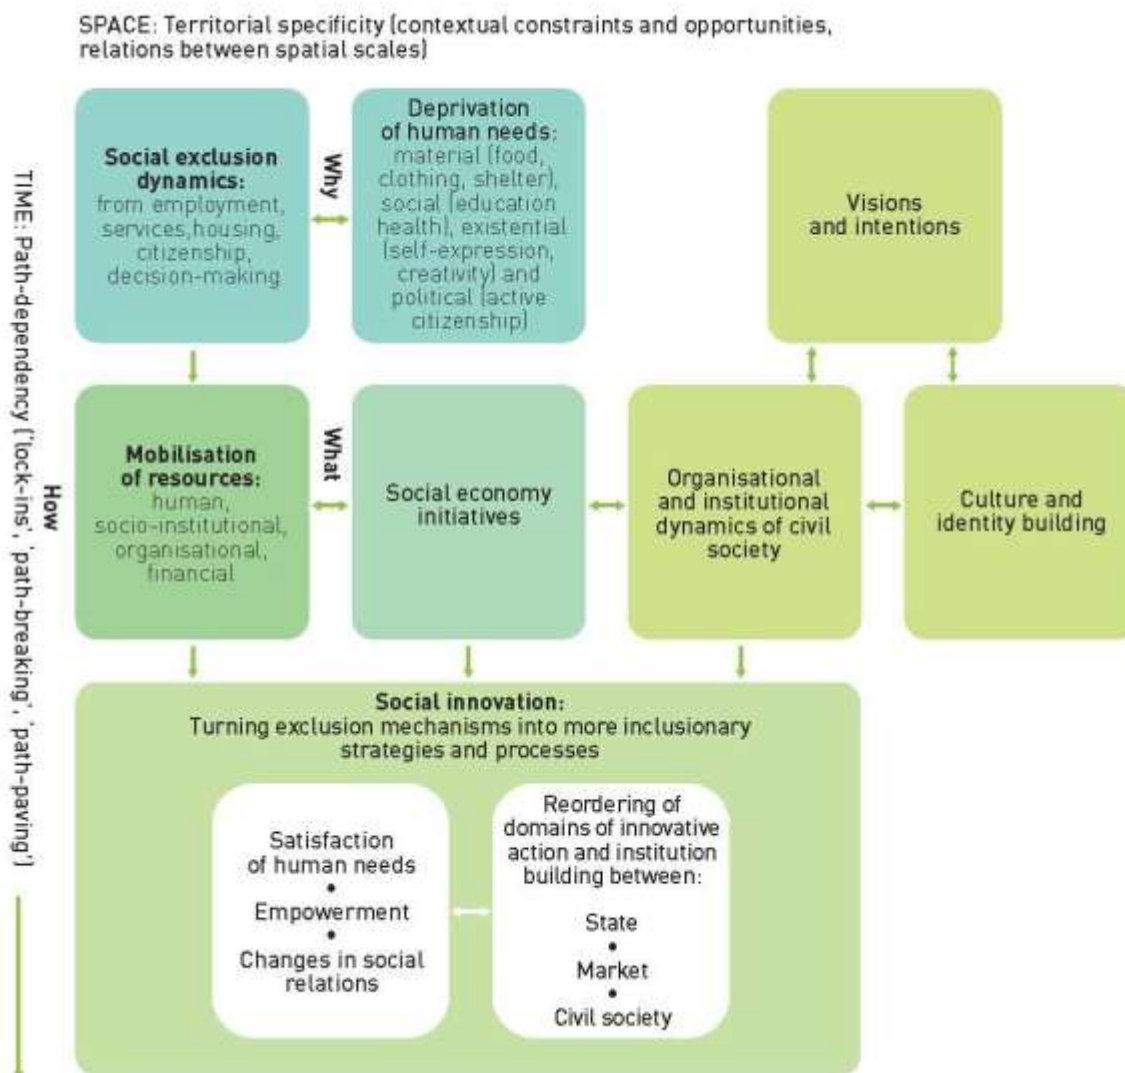 SPACE: Territorial specificity (contextual constraints and opportunities,
relations between spatial scales)
TIME: Path-dependency ('lock-ins', 'path-breaking', 'path-paving')
How
Social exclusion
dynamics:
from employment,
services,housing,
citizenship,
decision-making
Why
Deprivation
of human needs:
material (food,
clothing, shelter),
social (education
health), existential
(self-expression,
creativity) and
political (active
citizenship)
Visions
and intentions
Mobilisation
of resources:
human,
socio-institutional,
organisational,
financial
What
Social economy
initiatives
Organisational
and institutional
dynamics of civil
society
Culture and
identity building
Social innovation:
Turning exclusion mechanisms into more inclusionary
strategies and processes
Satisfaction
of human needs
•
Empowerment
•
Changes in social
relations
Reordering of
domains of innovative
action and institution
building between:
State
•
Market
•
Civil society